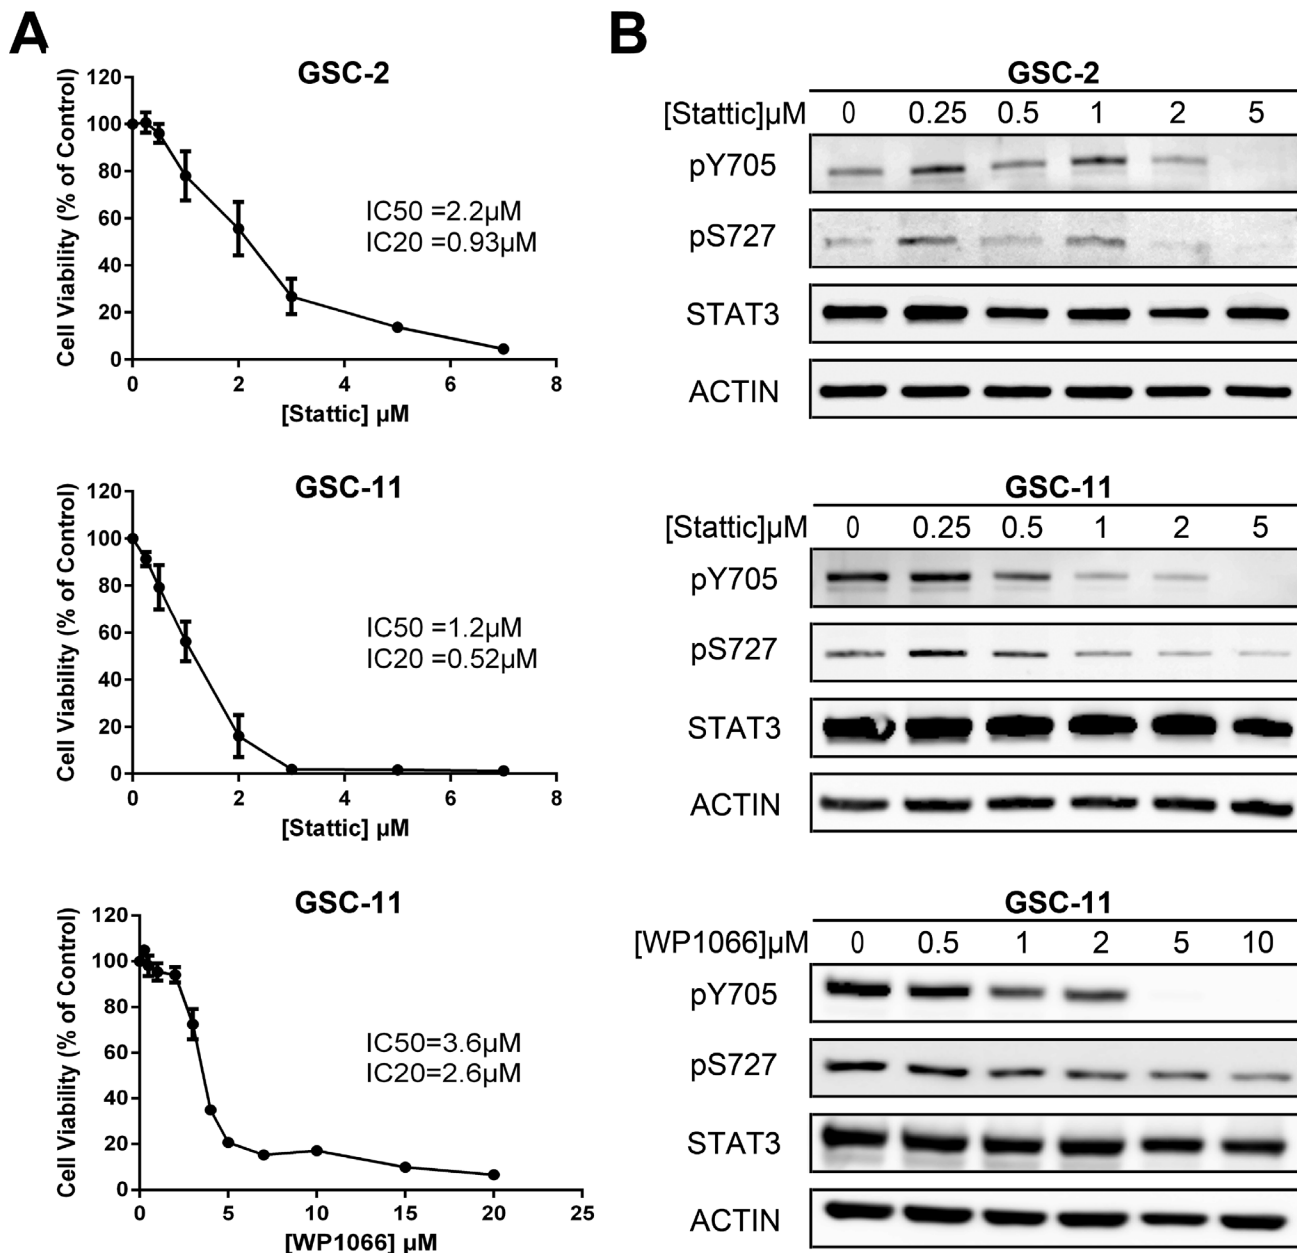 A
GSC-2
120
100
80
60
40
20
0
Cell Viability (% of Control)
IC50 =2.2µM
IC20 =0.93µM
0 2 4 6 8
[Stattic] µM
GSC-11
120
100
80
60
40
20
0
Cell Viability (% of Control)
IC50 =1.2µM
IC20 =0.52µM
0 2 4 6 8
[Stattic] µM
GSC-11
120
100
80
60
40
20
0
Cell Viability (% of Control)
IC50=3.6µM
IC20=2.6µM
0 5 10 15 20 25
[WP1066] µM
B
GSC-2
[Stattic]µM 0 0.25 0.5 1 2 5
pY705
pS727
STAT3
ACTIN
GSC-11
[Stattic]µM 0 0.25 0.5 1 2 5
pY705
pS727
STAT3
ACTIN
GSC-11
[WP1066]µM 0 0.5 1 2 5 10
pY705
pS727
STAT3
ACTIN